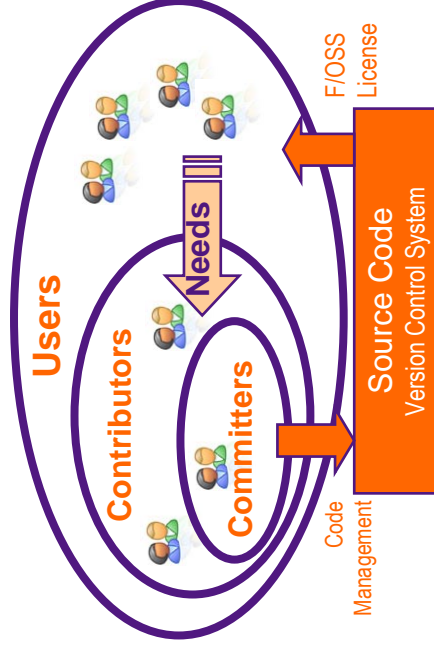 Users
Contributors
Committers
Needs
F/OSS
License
Code
Management
Source Code
Version Control System